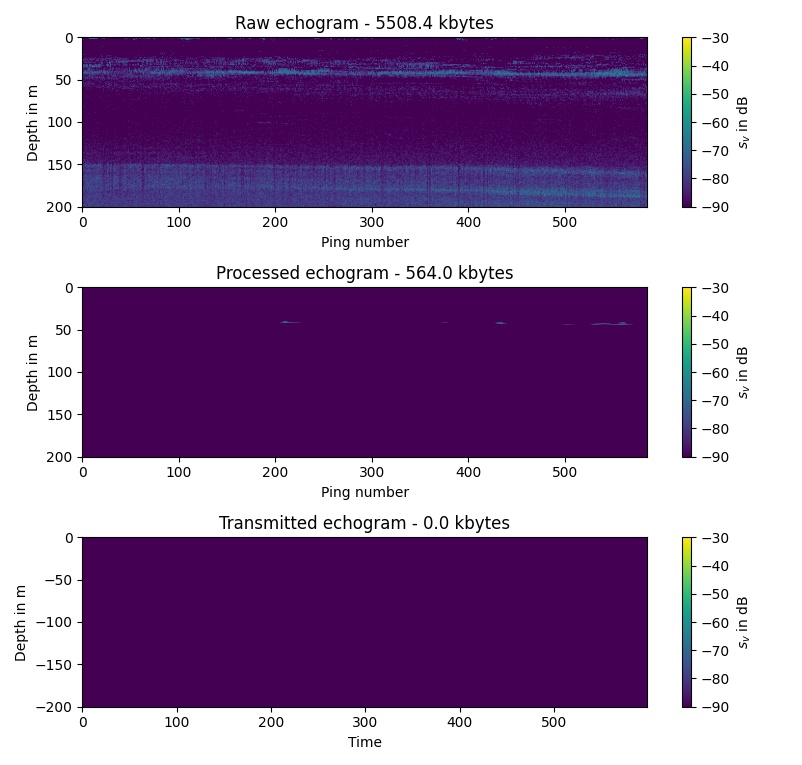 Raw echogram - 5508.4 kbytes
0
50
100
150
200
Depth in m
0 100 200 300 400 500
Ping number
−30
−40
−50
−60
−70
−80
−90
s_v in dB
Processed echogram - 564.0 kbytes
0
50
100
150
200
Depth in m
0 100 200 300 400 500
Ping number
−30
−40
−50
−60
−70
−80
−90
s_v in dB
Transmitted echogram - 0.0 kbytes
0
−50
−100
−150
−200
Depth in m
0 100 200 300 400 500
Time
−30
−40
−50
−60
−70
−80
−90
s_v in dB